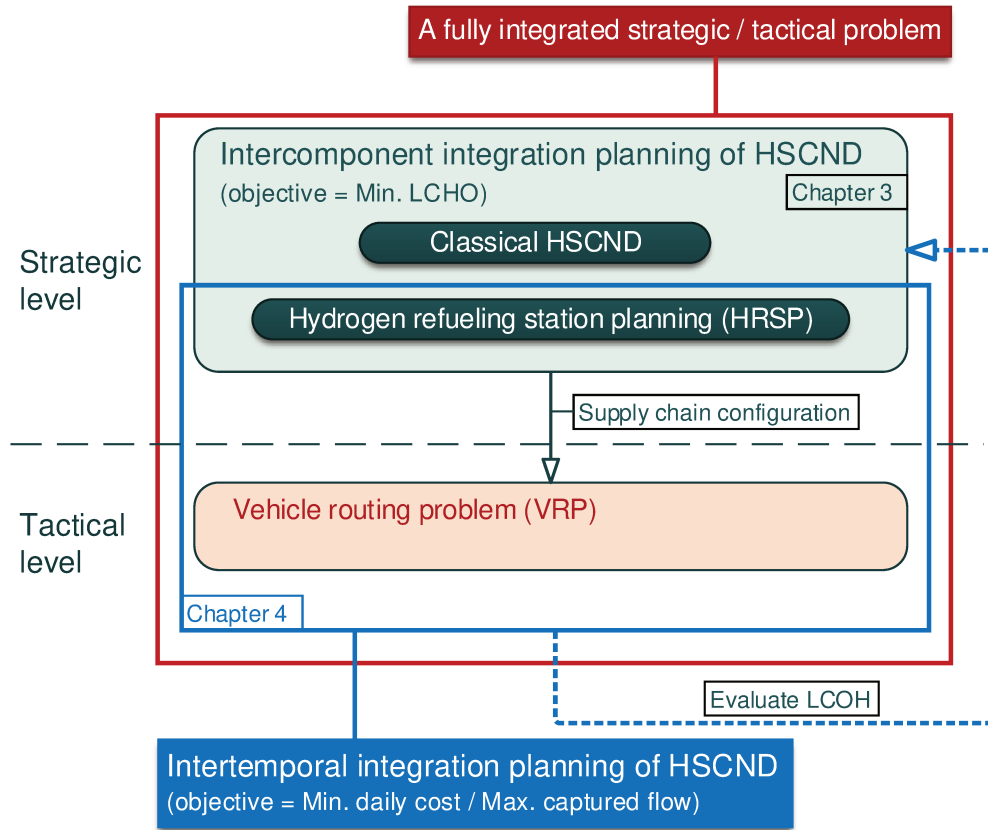 A fully integrated strategic / tactical problem
Intercomponent integration planning of HSCND
(objective = Min. LCHO)
Chapter 3
Classical HSCND
Strategic
level
Hydrogen refueling station planning (HRSP)
Supply chain configuration
Vehicle routing problem (VRP)
Tactical
level
Chapter 4
Evaluate LCOH
Intertemporal integration planning of HSCND
(objective = Min. daily cost / Max. captured flow)